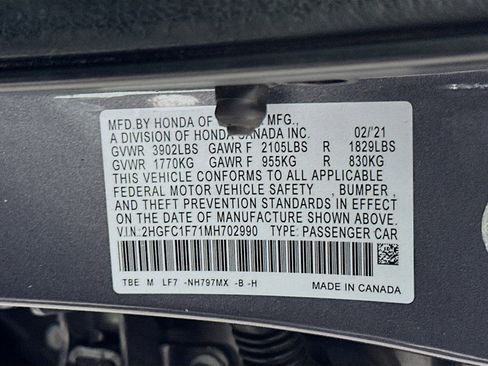 MFD.BY HONDA OF MFG.,
A DIVISION OF HONDA CANADA INC. 02/'21
GVWR 3902LBS GAWR F 2105LBS R 1829LBS
GVWR 1770KG GAWR F 955KG R 830KG
THIS VEHICLE CONFORMS TO ALL APPLICABLE
FEDERAL MOTOR VEHICLE SAFETY , BUMPER ,
AND THEFT PREVENTION STANDARDS IN EFFECT
ON THE DATE OF MANUFACTURE SHOWN ABOVE.
V.I.N.:2HGFC1F71MH702990 TYPE: PASSENGER CAR
TBE M LF7 -NH797MX -B -H
MADE IN CANADA